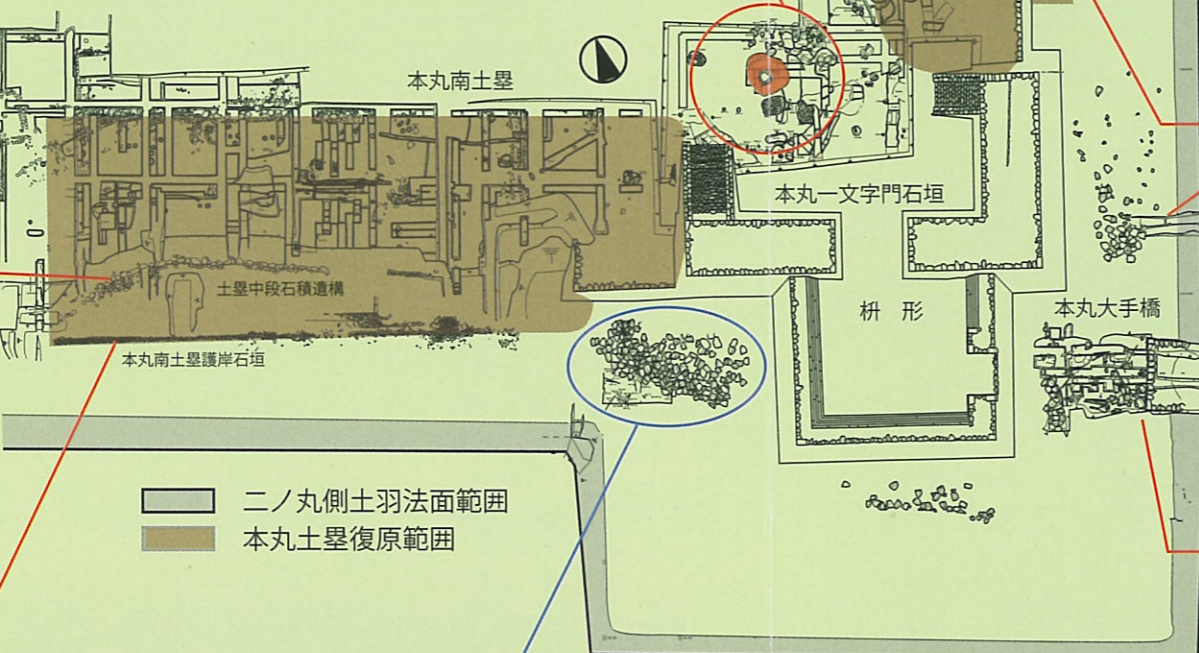 本丸南土塁
本丸一文字門石垣
土塁中段石積遺構
枡形
本丸大手橋
本丸南土塁護岸石垣
二ノ丸側土羽法面範囲
本丸土塁復原範囲